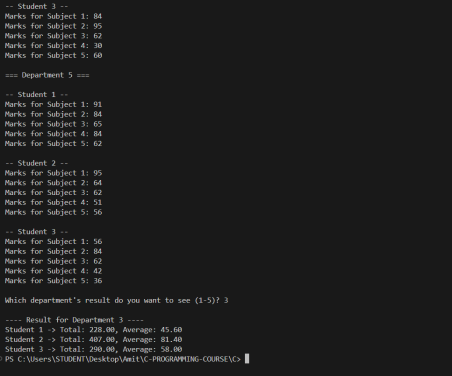 -- Student 3 --
Marks for Subject 1: 84
Marks for Subject 2: 95
Marks for Subject 3: 62
Marks for Subject 4: 30
Marks for Subject 5: 60
=== Department 5 ===
-- Student 1 --
Marks for Subject 1: 91
Marks for Subject 2: 84
Marks for Subject 3: 65
Marks for Subject 4: 84
Marks for Subject 5: 62
-- Student 2 --
Marks for Subject 1: 95
Marks for Subject 2: 64
Marks for Subject 3: 62
Marks for Subject 4: 51
Marks for Subject 5: 56
-- Student 3 --
Marks for Subject 1: 56
Marks for Subject 2: 84
Marks for Subject 3: 62
Marks for Subject 4: 42
Marks for Subject 5: 36
Which department's result do you want to see (1-5)? 3
---- Result for Department 3 ----
Student 1 -> Total: 228.00, Average: 45.60
Student 2 -> Total: 407.00, Average: 81.40
Student 3 -> Total: 290.00, Average: 58.00
PS C:\Users\STUDENT\Desktop\Amit\C-PROGRAMMING-COURSE\C>